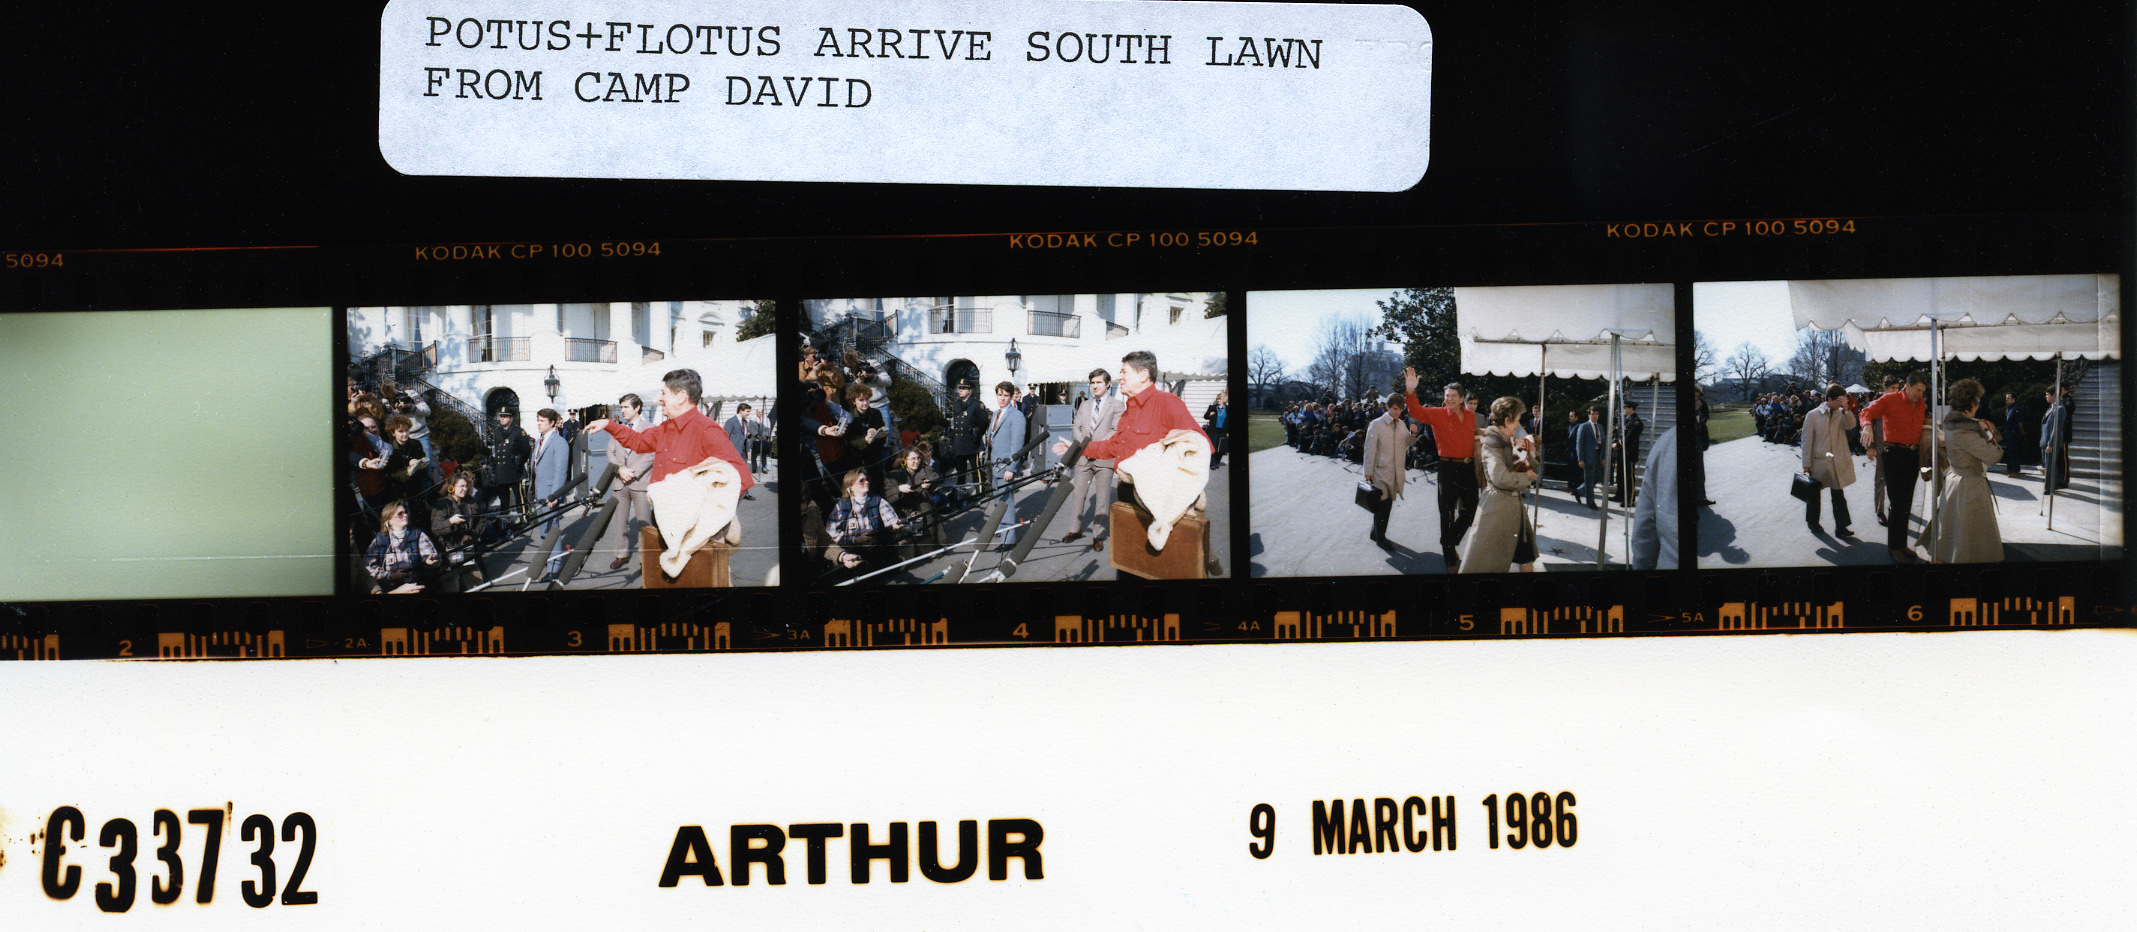 POTUS+FLOTUS ARRIVE SOUTH LAWN
FROM CAMP DAVID
5094 KODAK CP 100 5094 KODAK CP 100 5094 KODAK CP 100 5094
2 2A 3 3A 4 4A 5 5A 6
C33732 ARTHUR 9 MARCH 1986